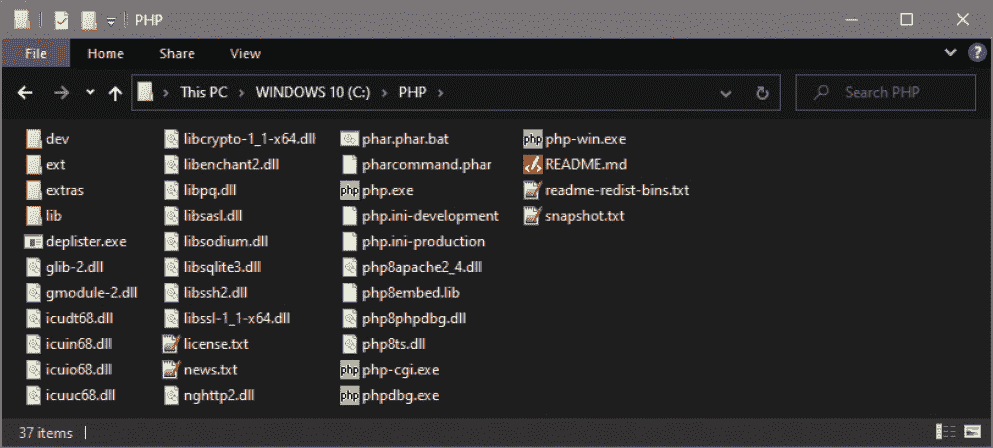 PHP
File Home Share View
This PC > WINDOWS 10 (C:) > PHP >
Search PHP
dev
ext
extras
lib
deplister.exe
glib-2.dll
gmodule-2.dll
icudt68.dll
icuin68.dll
icuio68.dll
icuuc68.dll
libcrypto-1_1-x64.dll
libenchant2.dll
libpq.dll
libsasl.dll
libsodium.dll
libsqlite3.dll
libssh2.dll
libssl-1_1-x64.dll
license.txt
news.txt
nghttp2.dll
phar.phar.bat
pharcommand.phar
php php.exe
php.ini-development
php.ini-production
php8apache2_4.dll
php8embed.lib
php8phpdbg.dll
php8ts.dll
php php-cgi.exe
php phpdbg.exe
php php-win.exe
README.md
readme-redist-bins.txt
snapshot.txt
37 items